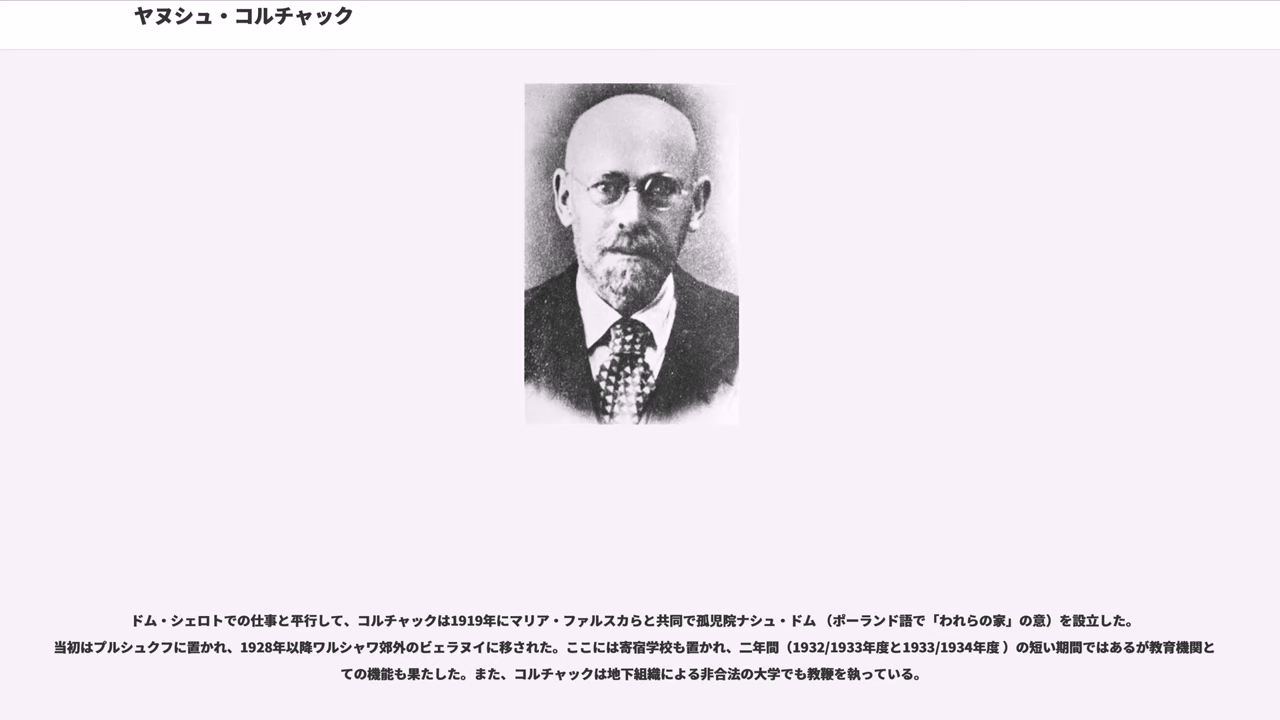 ヤヌシュ・コルチャック
ドム・シェロトでの仕事と平行して、コルチャックは1919年にマリア・ファルスカらと共同で孤児院ナシュ・ドム （ポーランド語で「われらの家」の意）を設立した。
当初はプルシュクフに置かれ、1928年以降ワルシャワ郊外のビェラヌイに移された。ここには寄宿学校も置かれ、二年間（1932/1933年度と1933/1934年度 ）の短い期間ではあるが教育機関と
ての機能も果たした。また、コルチャックは地下組織による非合法の大学でも教鞭を執っている。